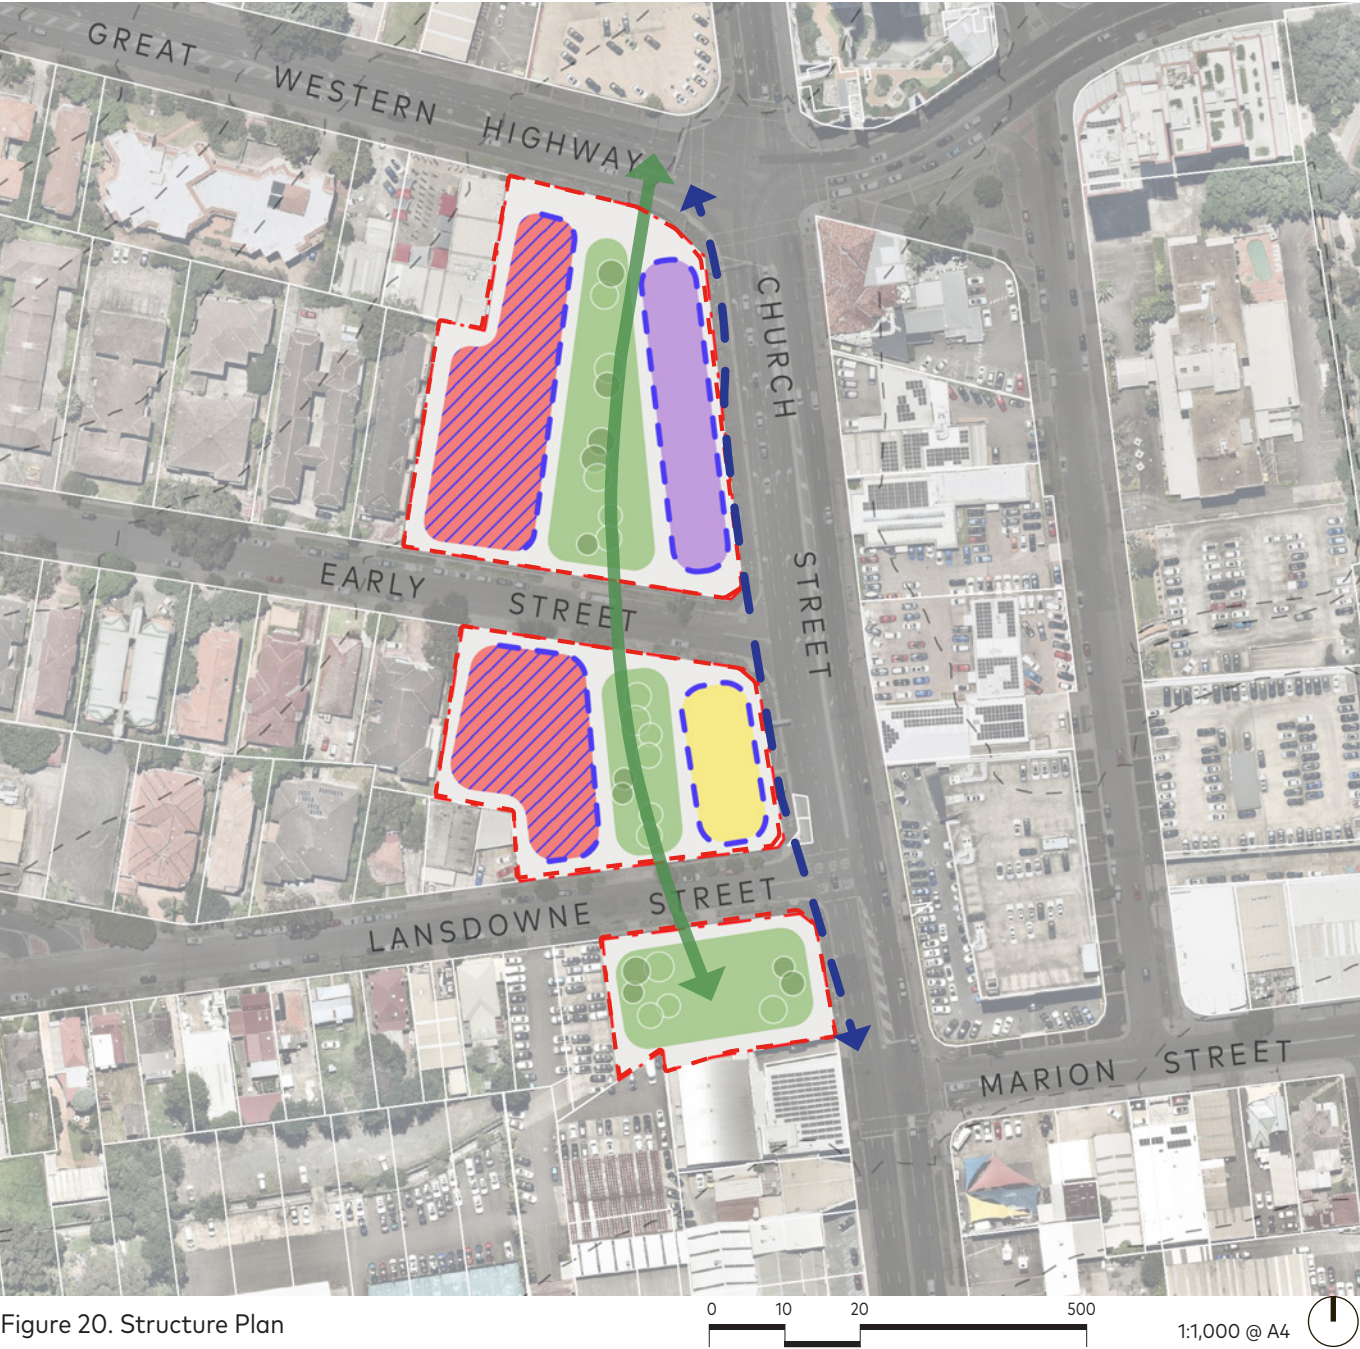 GREAT WESTERN HIGHWAY
CHURCH STREET
EARLY STREET
LANSDOWNE STREET
MARION STREET
Figure 20. Structure Plan
0 10 20 500
1:1,000 @ A4